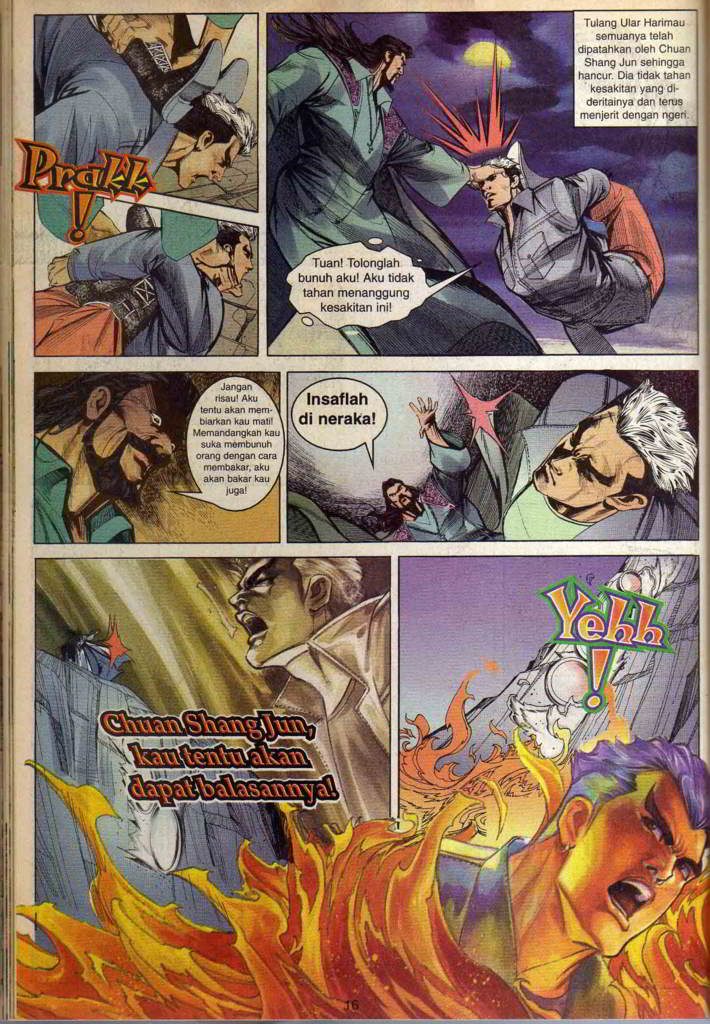 Prakk
!
Tulang Ular Harimau
semuanya telah
dipatahkan oleh Chuan
Shang Jun sehingga
hancur. Dia tidak tahan
kesakitan yang di-
deritainya dan terus
menjerit dengan ngeri.
Tuan! Tolonglah
bunuh aku! Aku tidak
tahan menanggung
kesakitan ini!
Jangan
risau! Aku
tentu akan mem-
biarkan kau mati!
Memandangkan kau
suka membunuh
orang dengan cara
membakar, aku
akan bakar kau
juga!
Insaflah
di neraka!
Chuan Shang Jun,
kau tentu akan
dapat balasannya!
Yehh
!
16